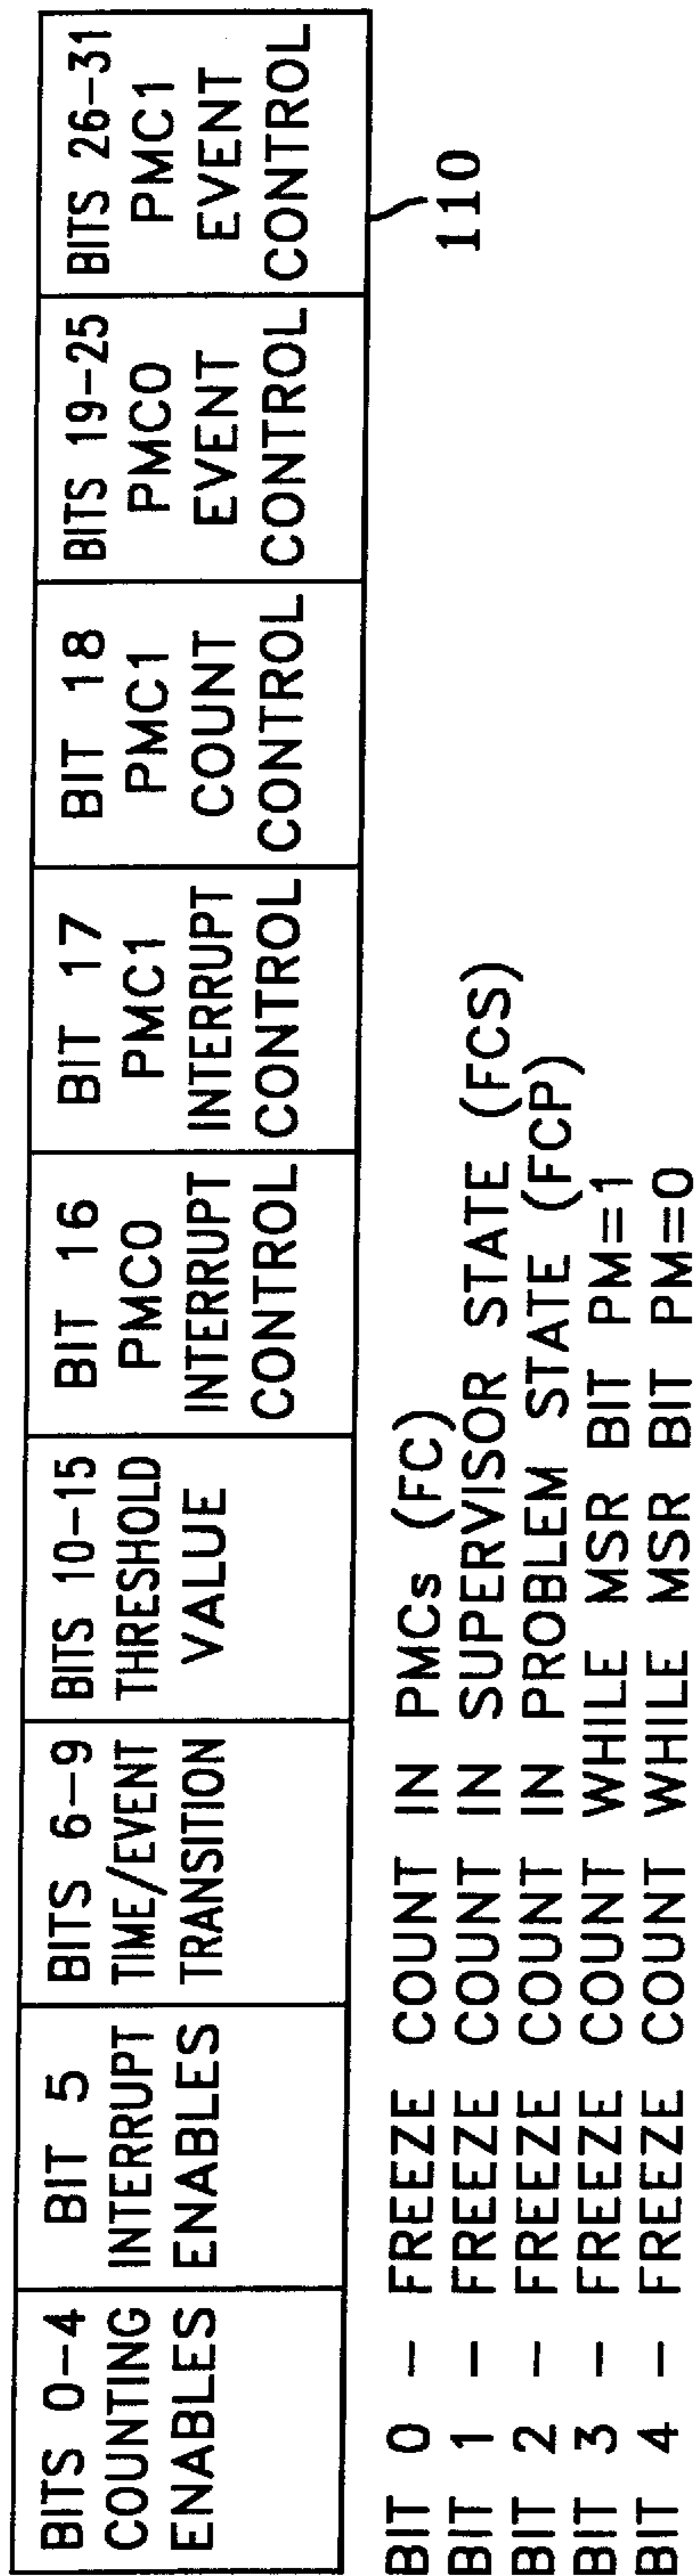 BITS 0-4
COUNTING
ENABLES
BIT 5
INTERRUPT
ENABLES
BITS 6-9
TIME/EVENT
TRANSITION
BITS 10-15
THRESHOLD
VALUE
BIT 16
PMC0
INTERRUPT
CONTROL
BIT 17
PMC1
INTERRUPT
CONTROL
BIT 18
PMC1
COUNT
CONTROL
BITS 19-25
PMC0
EVENT
CONTROL
BITS 26-31
PMC1
EVENT
CONTROL
110
BIT 0 - FREEZE COUNT IN PMCs (FC)
BIT 1 - FREEZE COUNT IN SUPERVISOR STATE (FCS)
BIT 2 - FREEZE COUNT IN PROBLEM STATE (FCP)
BIT 3 - FREEZE COUNT WHILE MSR BIT PM=1
BIT 4 - FREEZE COUNT WHILE MSR BIT PM=0